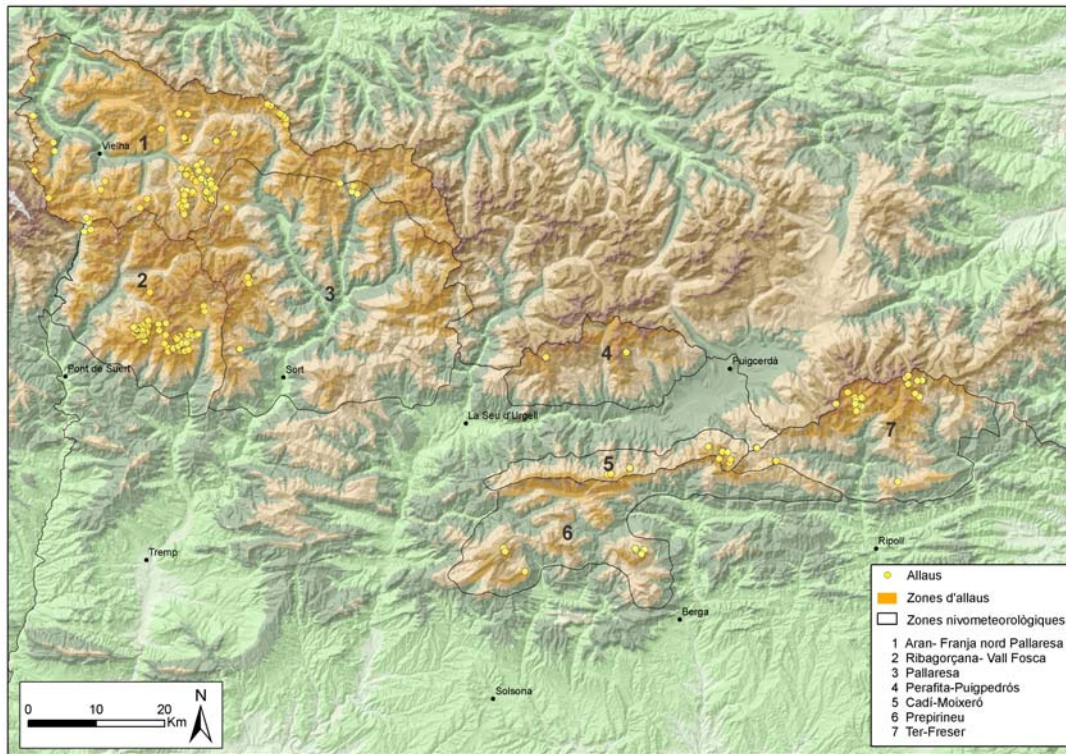 1
Vielha
2
3
4
Puigcerdà
Pont de Suert
Sort
La Seu d'Urgell
7
5
6
Tremp
Ripoll
Berga
Solsona
N
0 10 20
Km
Allaus
Zones d'allaus
Zones nivometeorològiques
1 Aran- Franja nord Pallaresa
2 Ribagorçana- Vall Fosca
3 Pallaresa
4 Perafita-Puigpedrós
5 Cadí-Moixeró
6 Prepirineu
7 Ter-Freser